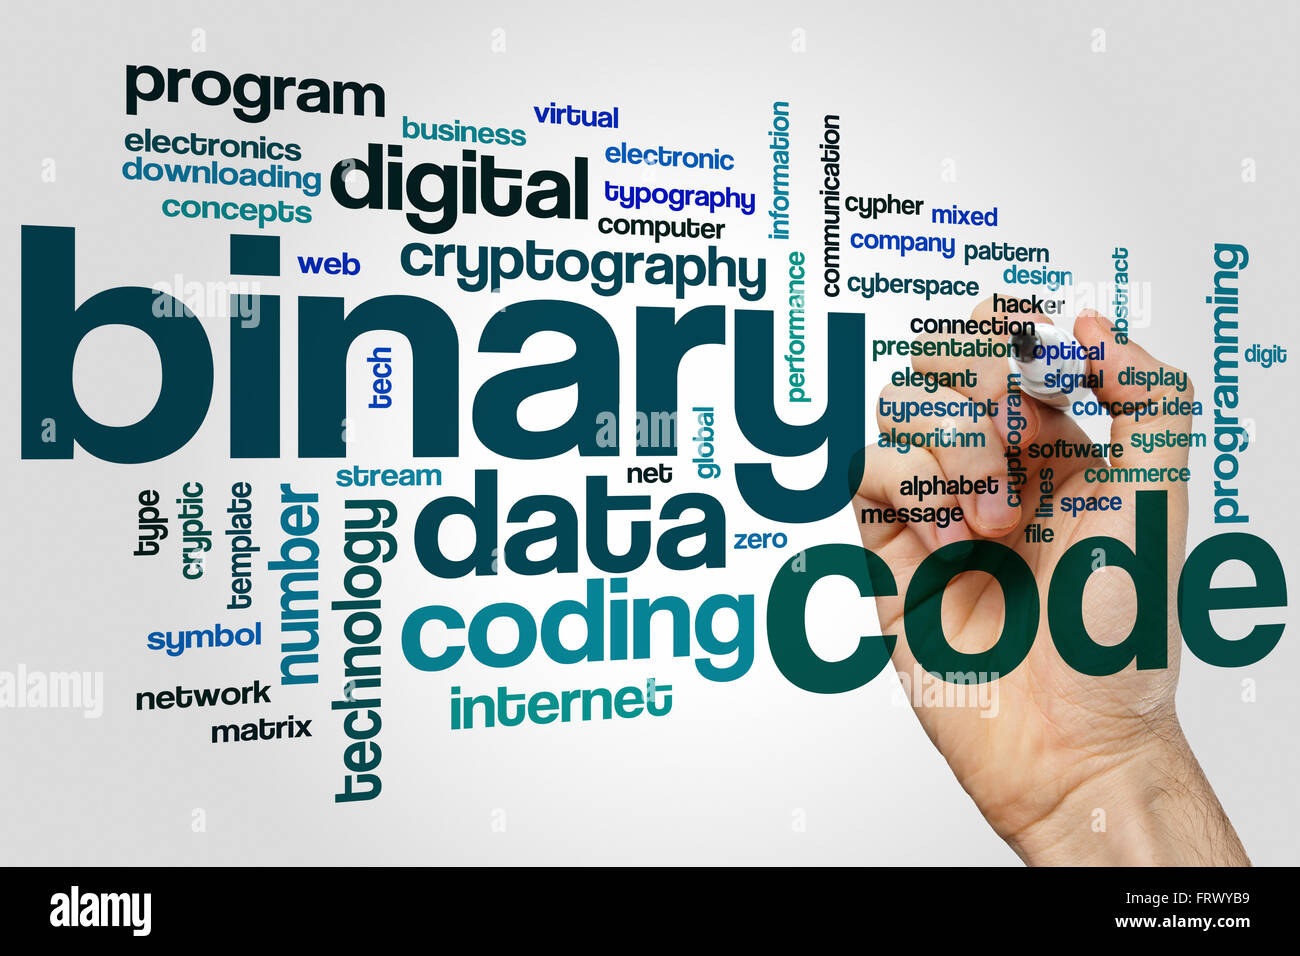 program
business
virtual
electronics
electronic
information
communication
downloading
digital
typography
concepts
computer
cypher
mixed
company
pattern
web
cryptography
cyberspace
design
abstract
programming
binary
performance
hacker
connection
presentation
optical
digit
tech
elegant
signal
display
typescript
cryptogram
concept
idea
global
algorithm
software
system
stream
net
alphabet
lines
commerce
type
cryptic
template
number
technology
data
zero
message
space
file
code
symbol
coding
network
internet
matrix
alamy
a
a
alamy
a
a
alamy
alamy
Image ID: FRWYB9
www.alamy.com